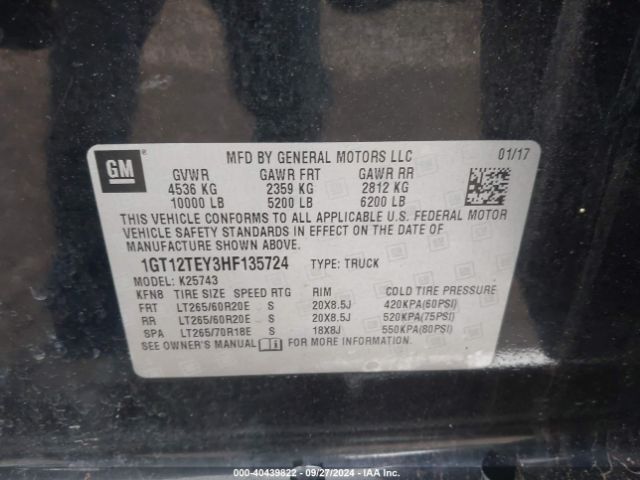 GM ®
MFD BY GENERAL MOTORS LLC 01/17
GVWR GAWR FRT GAWR RR
4536 KG 2359 KG 2812 KG
10000 LB 5200 LB 6200 LB
THIS VEHICLE CONFORMS TO ALL APPLICABLE U.S. FEDERAL MOTOR
VEHICLE SAFETY STANDARDS IN EFFECT ON THE DATE OF
MANUFACTURE SHOWN ABOVE.
1GT12TEY3HF135724 TYPE: TRUCK
MODEL: K25743
KFN8 TIRE SIZE SPEED RTG RIM COLD TIRE PRESSURE
FRT LT265/60R20E S 20X8.5J 420KPA(60PSI)
RR LT265/60R20E S 20X8.5J 520KPA(75PSI)
SPA LT265/70R18E S 18X8J 550KPA(80PSI)
SEE OWNER'S MANUAL FOR MORE INFORMATION.
000-40439822 - 09/27/2024 - IAAI.com